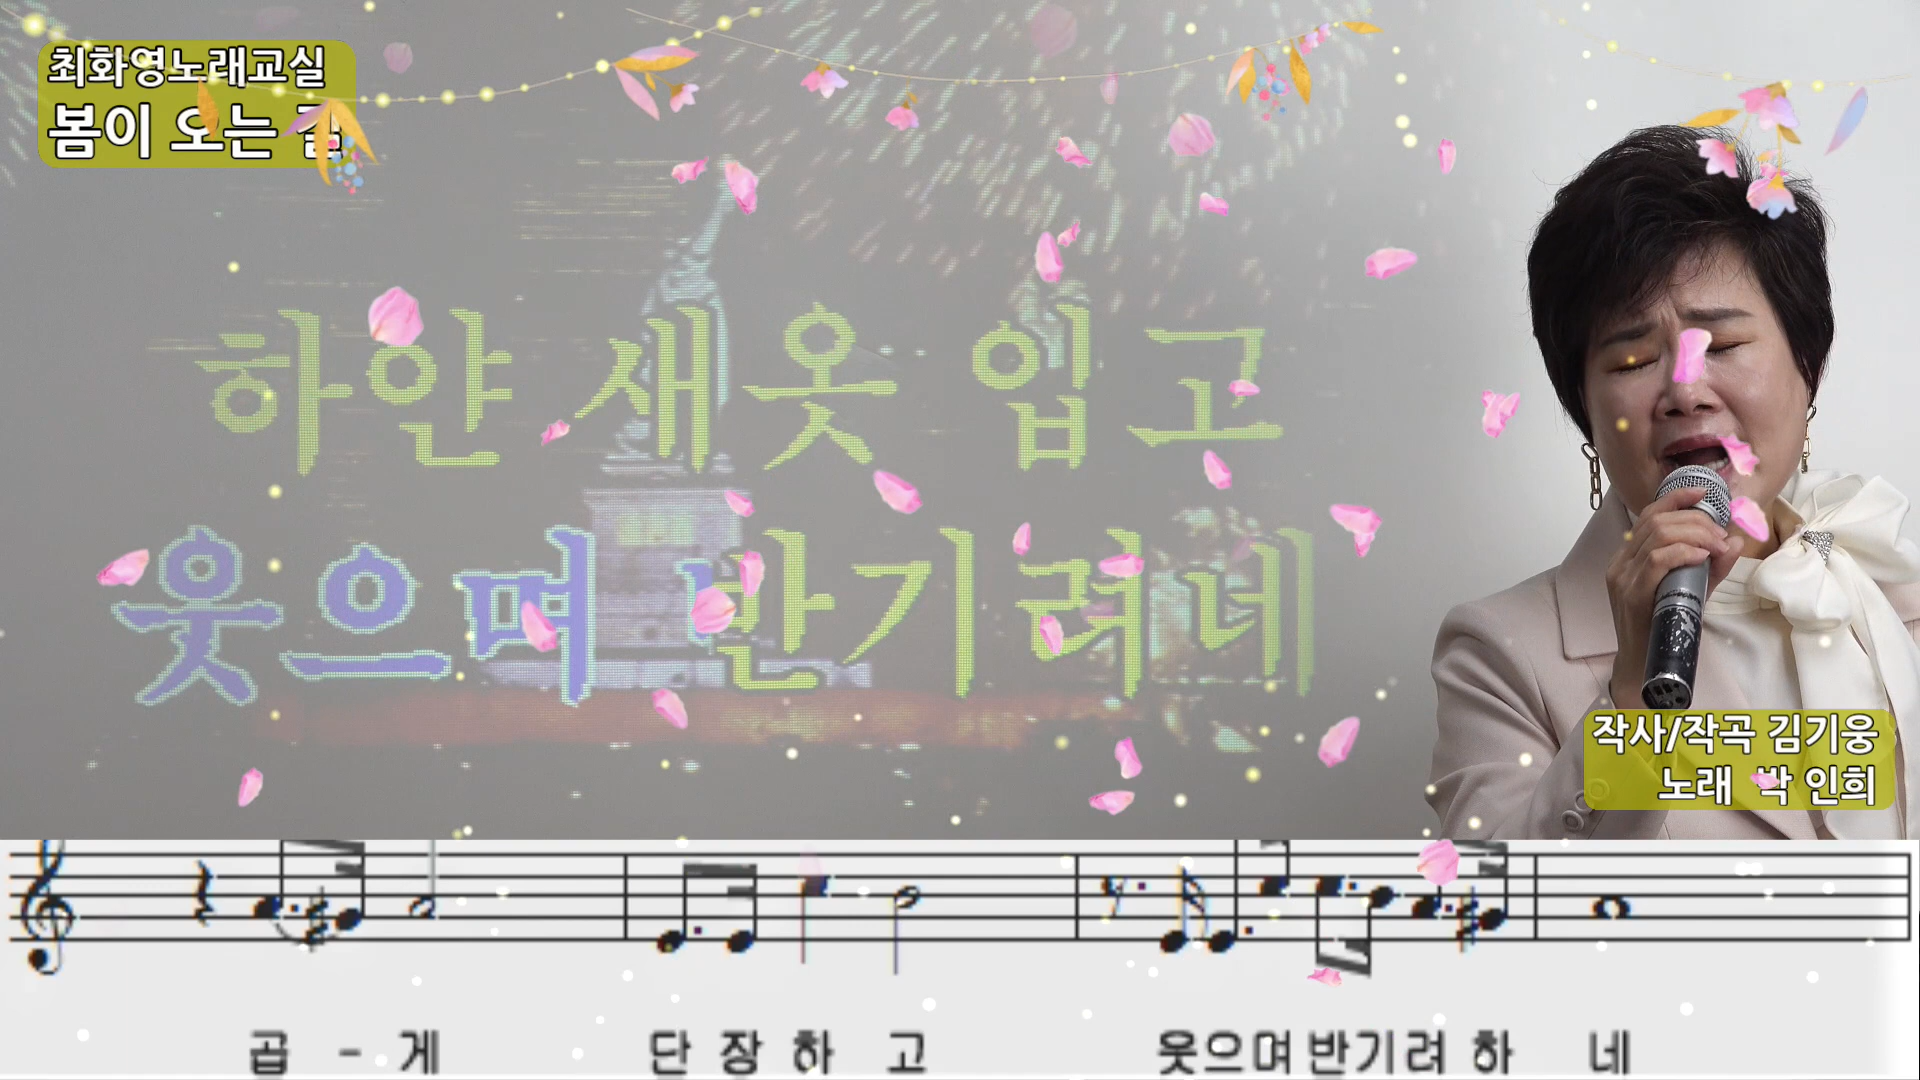 최화영노래교실
봄이 오는 길
하얀 새옷 입고
웃으며 반기려네
작사/작곡 김기웅
노래 박 인희
곱 - 게 단 장 하 고 웃으며반기려 하 네